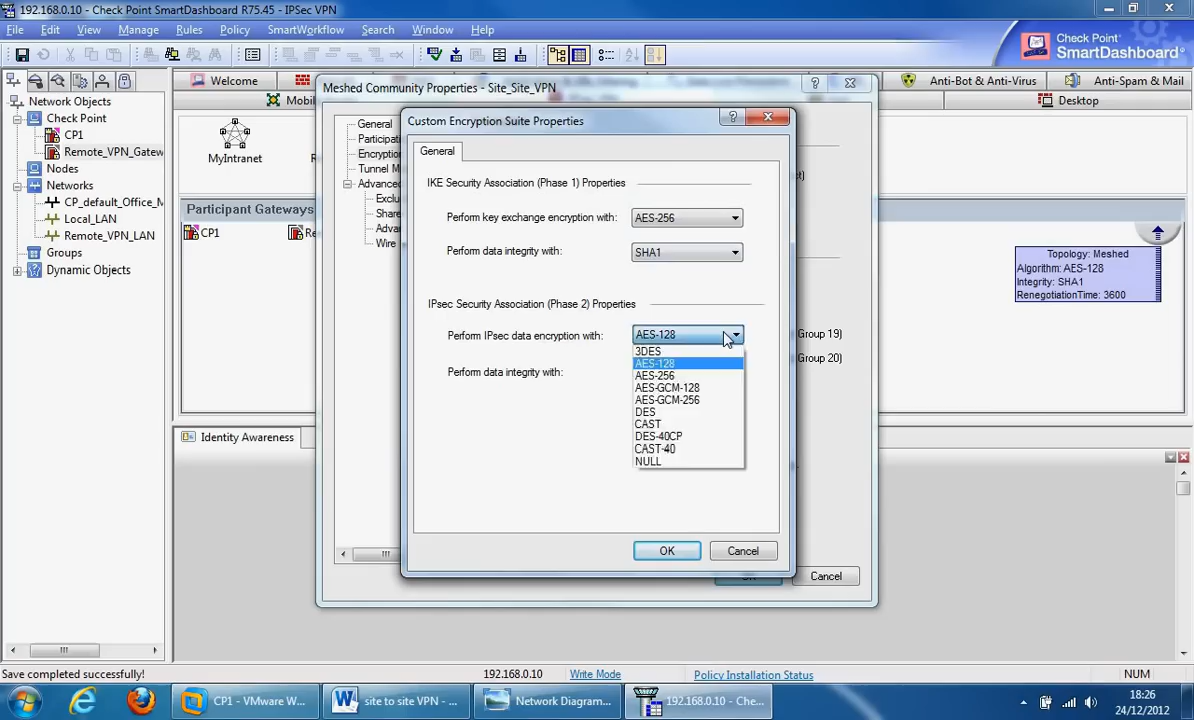 192.168.0.10 - Check Point SmartDashboard R75.45 - IPSec VPN
File Edit View Manage Rules Policy SmartWorkflow Search Window Help
Check Point
SmartDashboard
Welcome
Anti-Bot & Anti-Virus
Anti-Spam & Mail
Mobi
Desktop
Network Objects
Check Point
CP1
Remote_VPN_Gatew
Nodes
Networks
CP_default_Office_M
Local_LAN
Remote_VPN_LAN
Groups
Dynamic Objects
MyIntranet
Participant Gateways
CP1
Re
Topology: Meshed
Algorithm: AES-128
Integrity: SHA1
RenegotiationTime: 3600
Identity Awareness
Meshed Community Properties - Site_Site_VPN
General
Participa
Encryption
Tunnel M
Advanced
Exclu
Share
Adva
Wire
Group 19)
Group 20)
Cancel
Custom Encryption Suite Properties
General
IKE Security Association (Phase 1) Properties
Perform key exchange encryption with: AES-256
Perform data integrity with: SHA1
IPsec Security Association (Phase 2) Properties
Perform IPsec data encryption with: AES-128
3DES
AES-128
AES-256
AES-GCM-128
AES-GCM-256
DES
CAST
DES-40CP
CAST-40
NULL
Perform data integrity with:
OK Cancel
Save completed successfully!
192.168.0.10
Write Mode
Policy Installation Status
NUM
CP1 - VMware W...
site to site VPN - ...
Network Diagram...
192.168.0.10 - Che...
18:26
24/12/2012